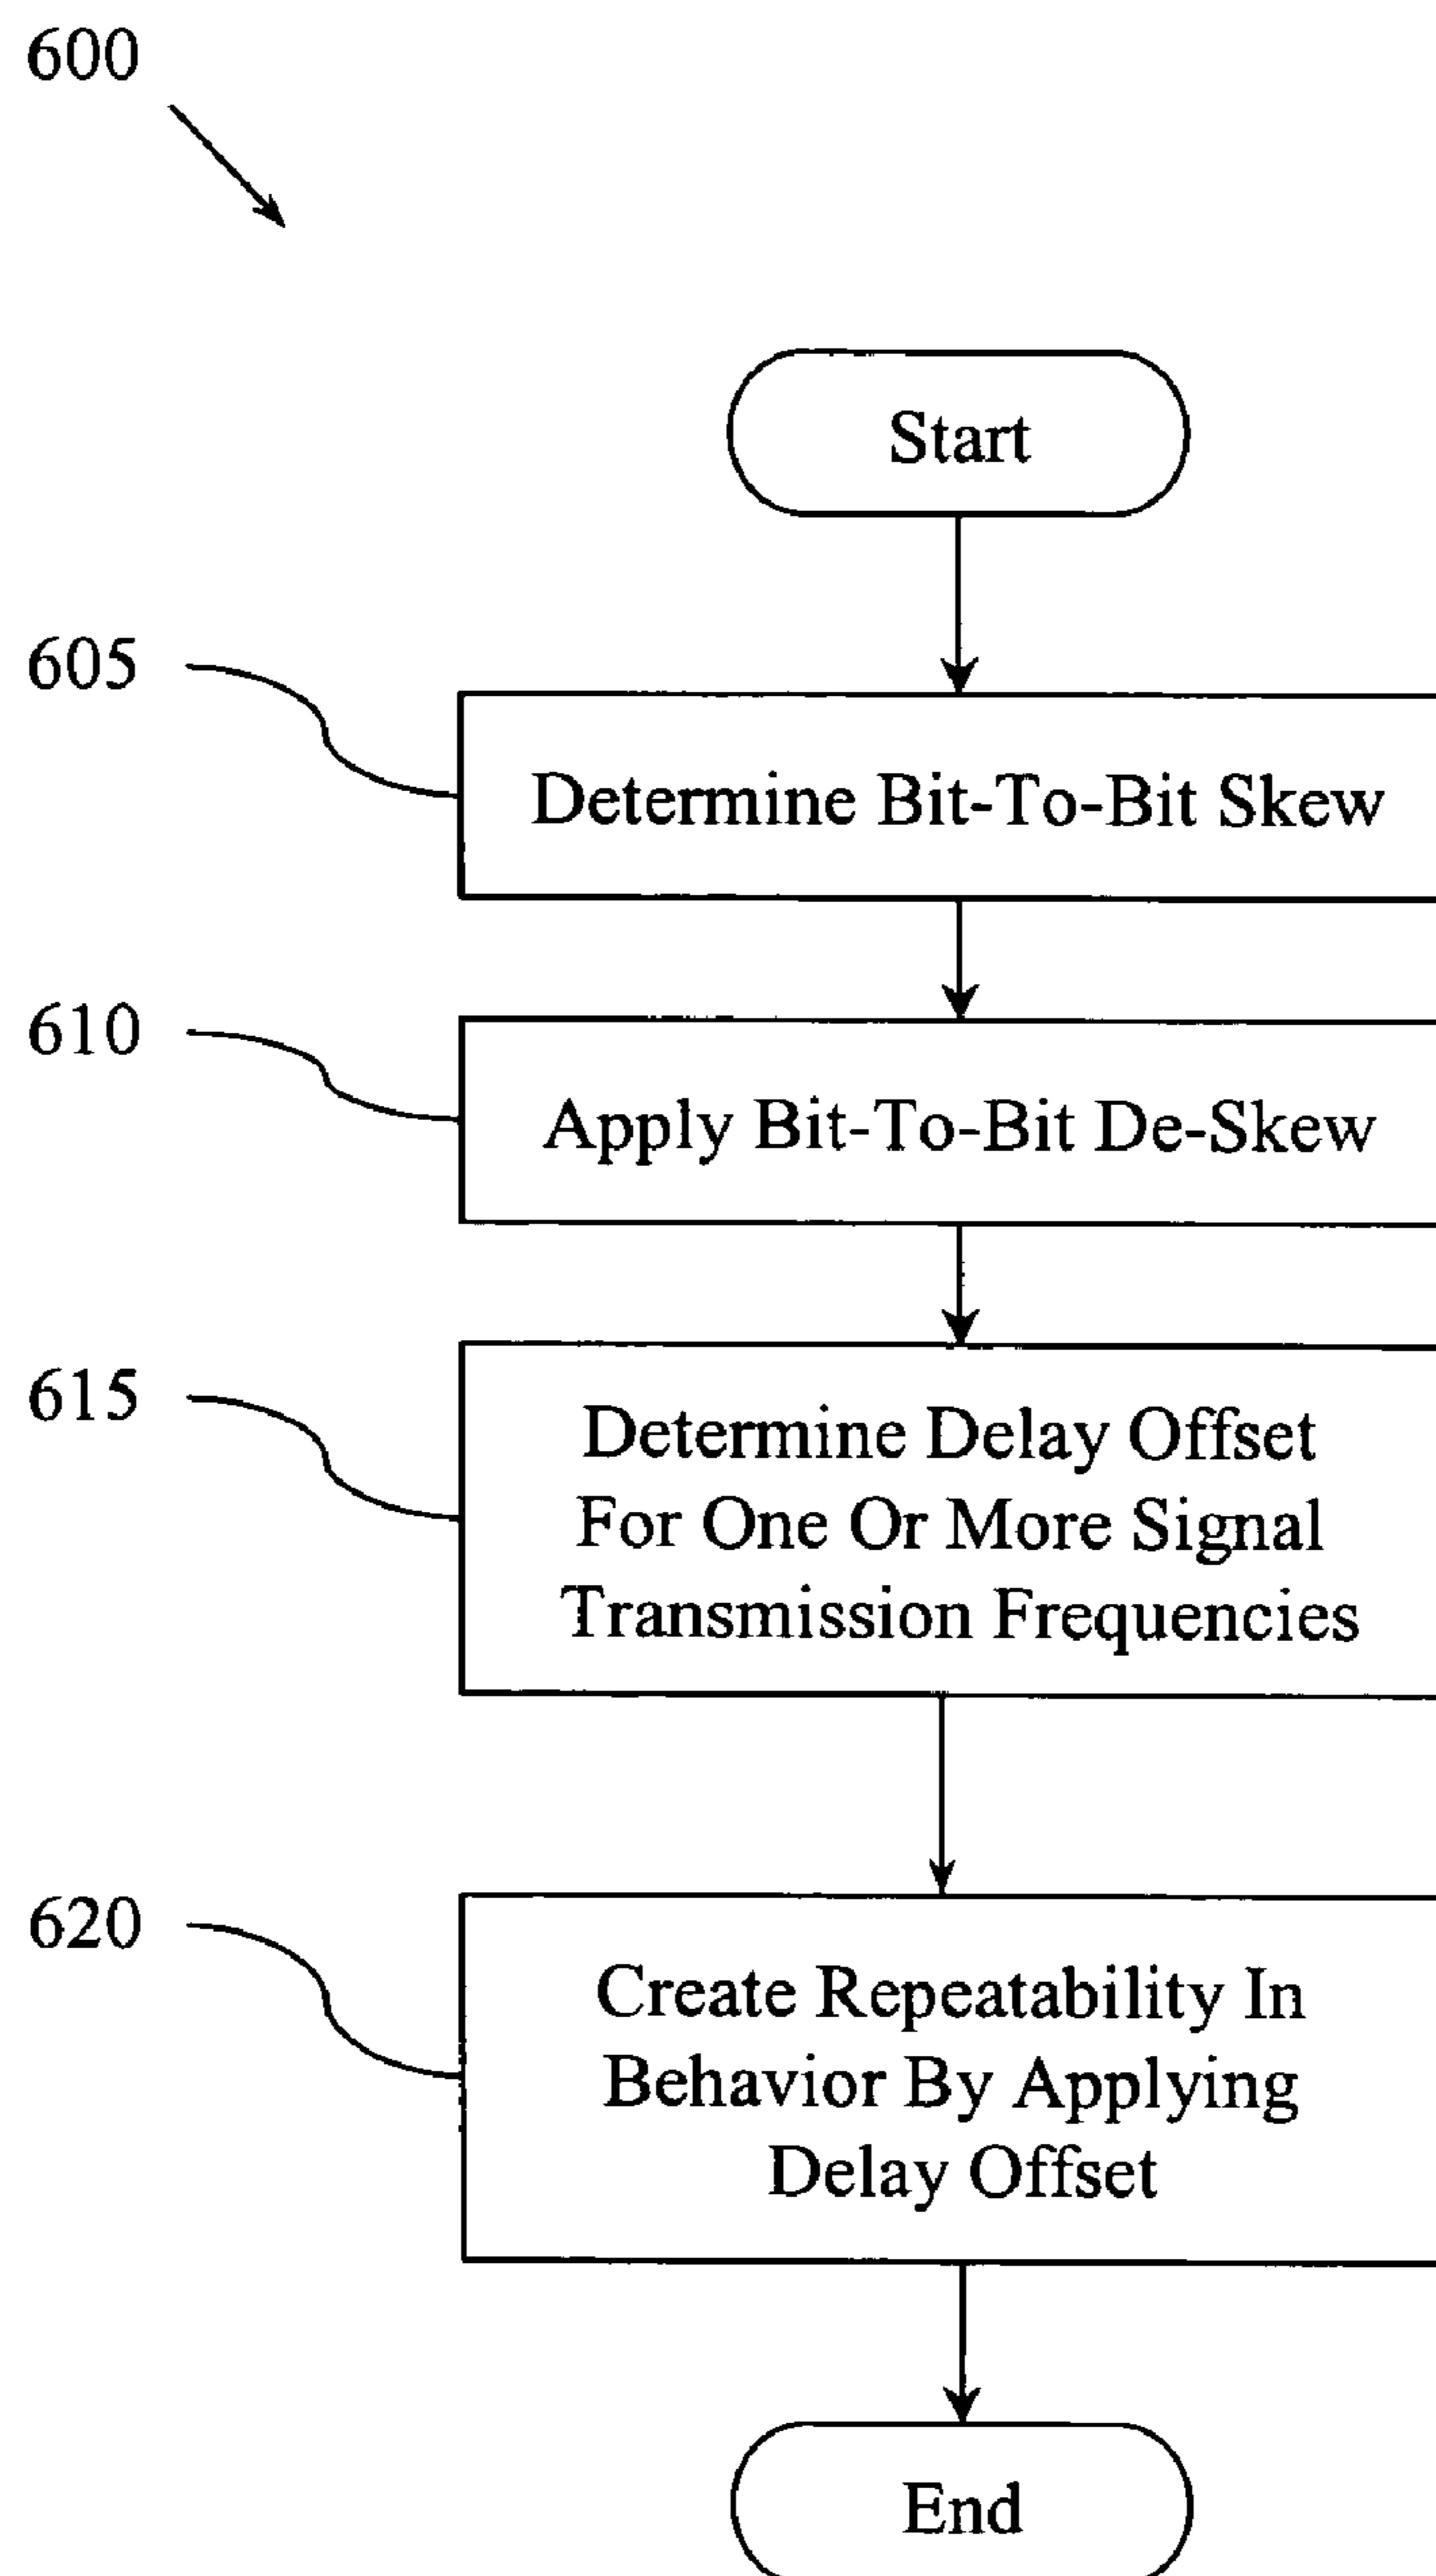 600
Start
605
Determine Bit-To-Bit Skew
610
Apply Bit-To-Bit De-Skew
615
Determine Delay Offset
For One Or More Signal
Transmission Frequencies
620
Create Repeatability In
Behavior By Applying
Delay Offset
End